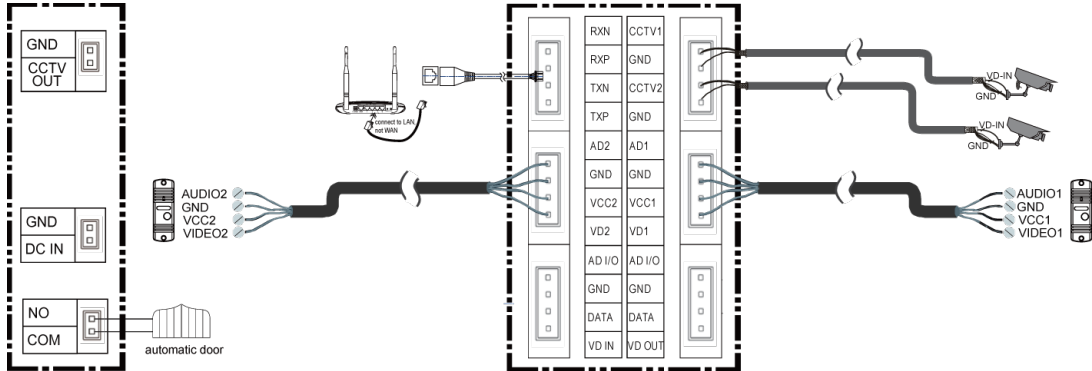 GND
CCTV
OUT
GND
DC IN
NO
COM
automatic door
connect to LAN,
not WAN
AUDIO2
GND
VCC2
VIDEO2
RXN CCTV1
RXP GND
TXN CCTV2
TXP GND
AD2 AD1
GND GND
VCC2 VCC1
VD2 VD1
AD I/O AD I/O
GND GND
DATA DATA
VD IN VD OUT
VD-IN
GND
VD-IN
GND
AUDIO1
GND
VCC1
VIDEO1